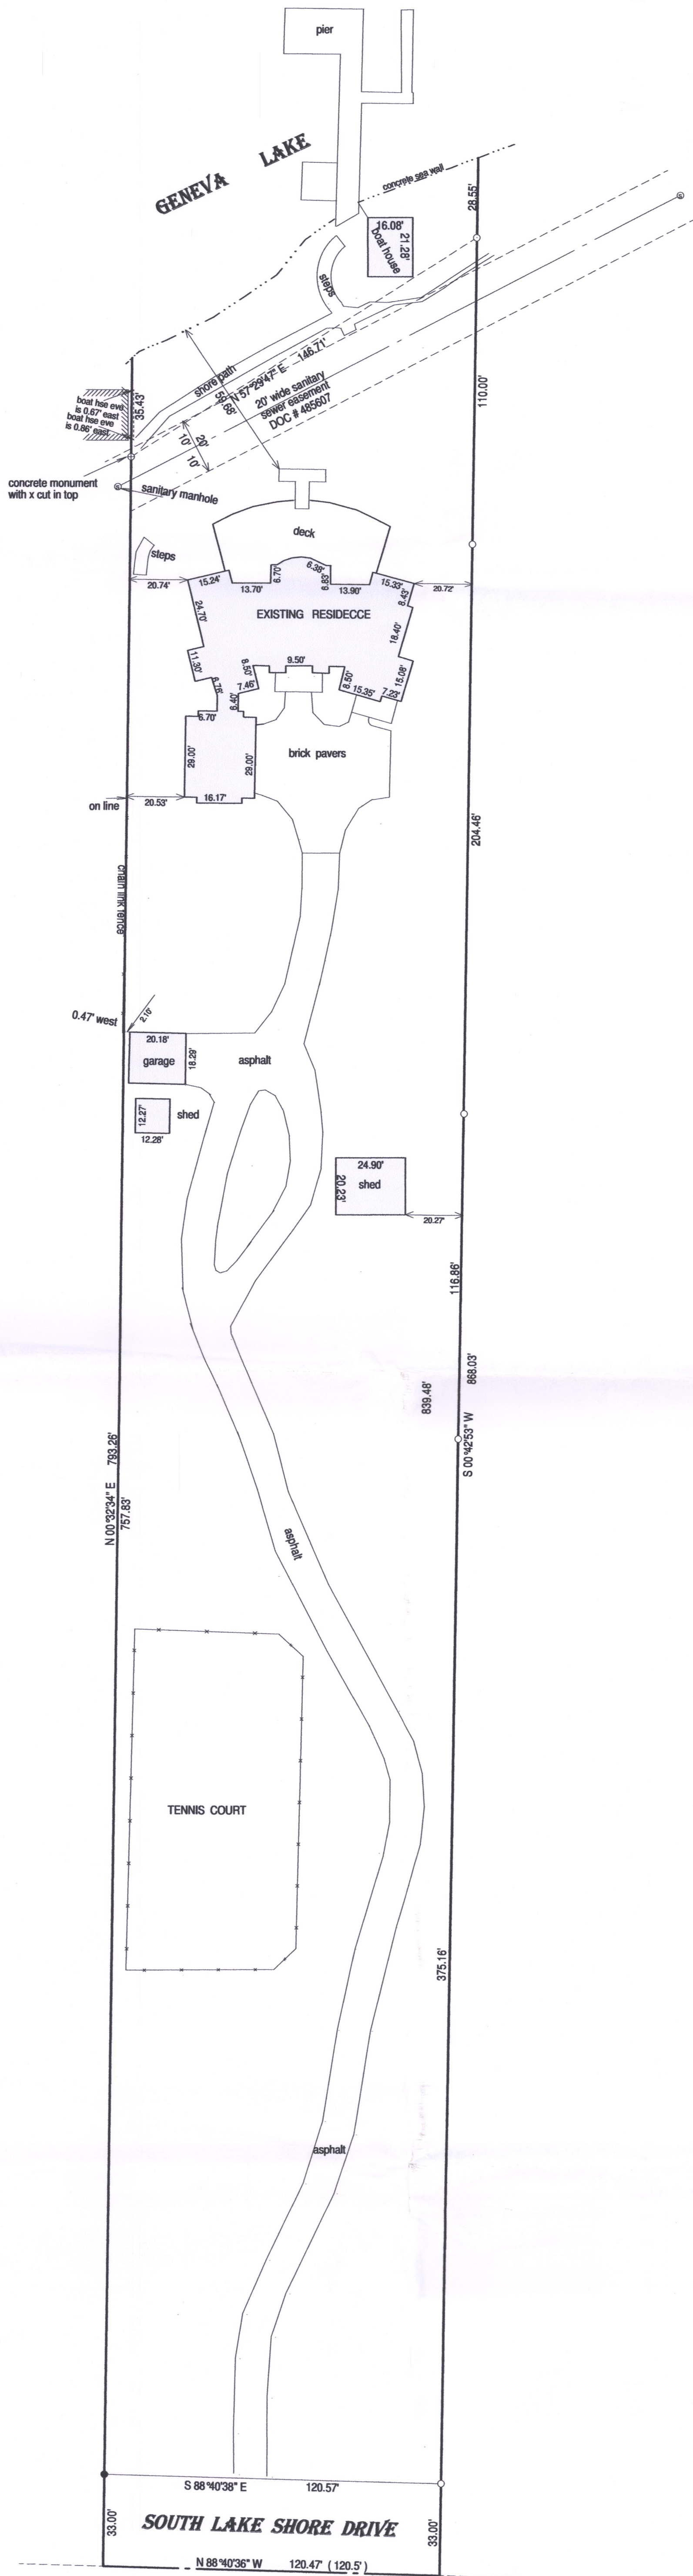 pier
GENEVA LAKE
concrete sea wall
28.55'
16.08'
21.28'
boat house
steps
shore path
N 57°29'47" E 146.71'
20' wide sanitary
sewer easement
DOC # 485607
110.00'
35.43'
boat hse eve
is 0.67' east
boat hse eve
is 0.86' east
20'
10'
10'
concrete monument
with x cut in top
sanitary manhole
deck
steps
20.74'
15.24'
13.70'
6.70'
6.38'
6.83'
13.90'
15.33'
8.43'
20.72'
24.70'
EXISTING RESIDECCE
18.40'
11.30'
8.50'
9.50'
8.50'
15.08'
7.46'
15.35'
7.23'
6.40'
6.70'
29.00'
29.00'
brick pavers
on line
20.53'
16.17'
204.46'
chain link fence
0.47' west
2.10'
20.18'
garage
18.29'
asphalt
12.27'
shed
12.28'
24.90'
20.23'
shed
20.27'
116.86'
839.48'
868.03'
S 00°42'53" W
N 00°32'34" E 793.26'
757.83'
asphalt
TENNIS COURT
375.16'
asphalt
S 88°40'38" E 120.57'
33.00'
SOUTH LAKE SHORE DRIVE
33.00'
N 88°40'36" W 120.47' ( 120.5' )